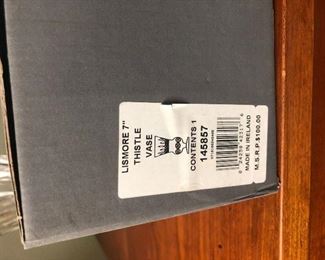 LISMORE 7"
THISTLE
VASE
CONTENTS 1
145857
MADE IN IRELAND
M.S.R.P. $100.00